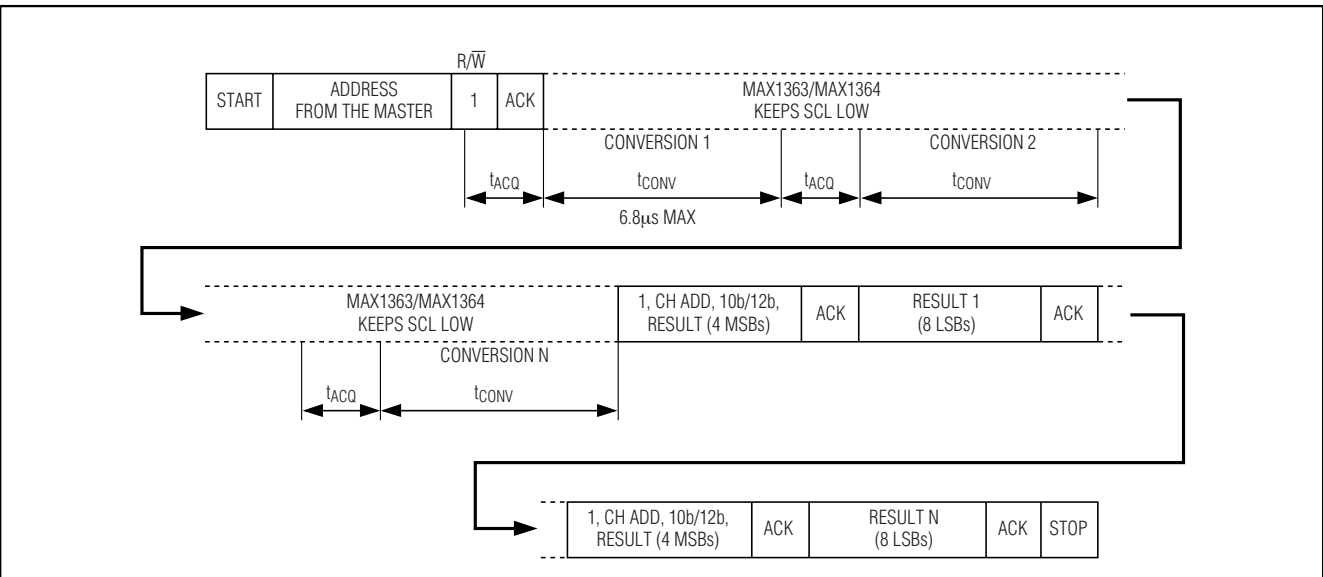 R/W̅
START
ADDRESS
FROM THE MASTER
1
ACK
MAX1363/MAX1364
KEEPS SCL LOW
CONVERSION 1
CONVERSION 2
tACQ
tCONV
tACQ
tCONV
6.8µs MAX
MAX1363/MAX1364
KEEPS SCL LOW
1, CH ADD, 10b/12b,
RESULT (4 MSBs)
ACK
RESULT 1
(8 LSBs)
ACK
CONVERSION N
tACQ
tCONV
1, CH ADD, 10b/12b,
RESULT (4 MSBs)
ACK
RESULT N
(8 LSBs)
ACK
STOP